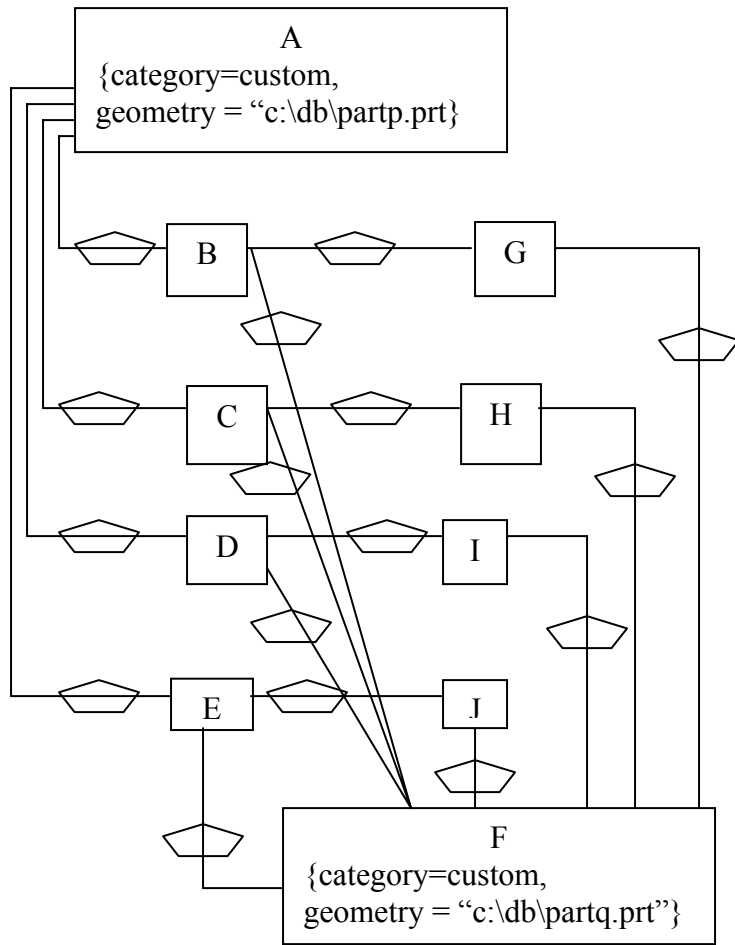 A
{category=custom,
geometry = “c:\db\partp.prt}
B
G
C
H
D
I
E
J
F
{category=custom,
geometry = “c:\db\partq.prt”}